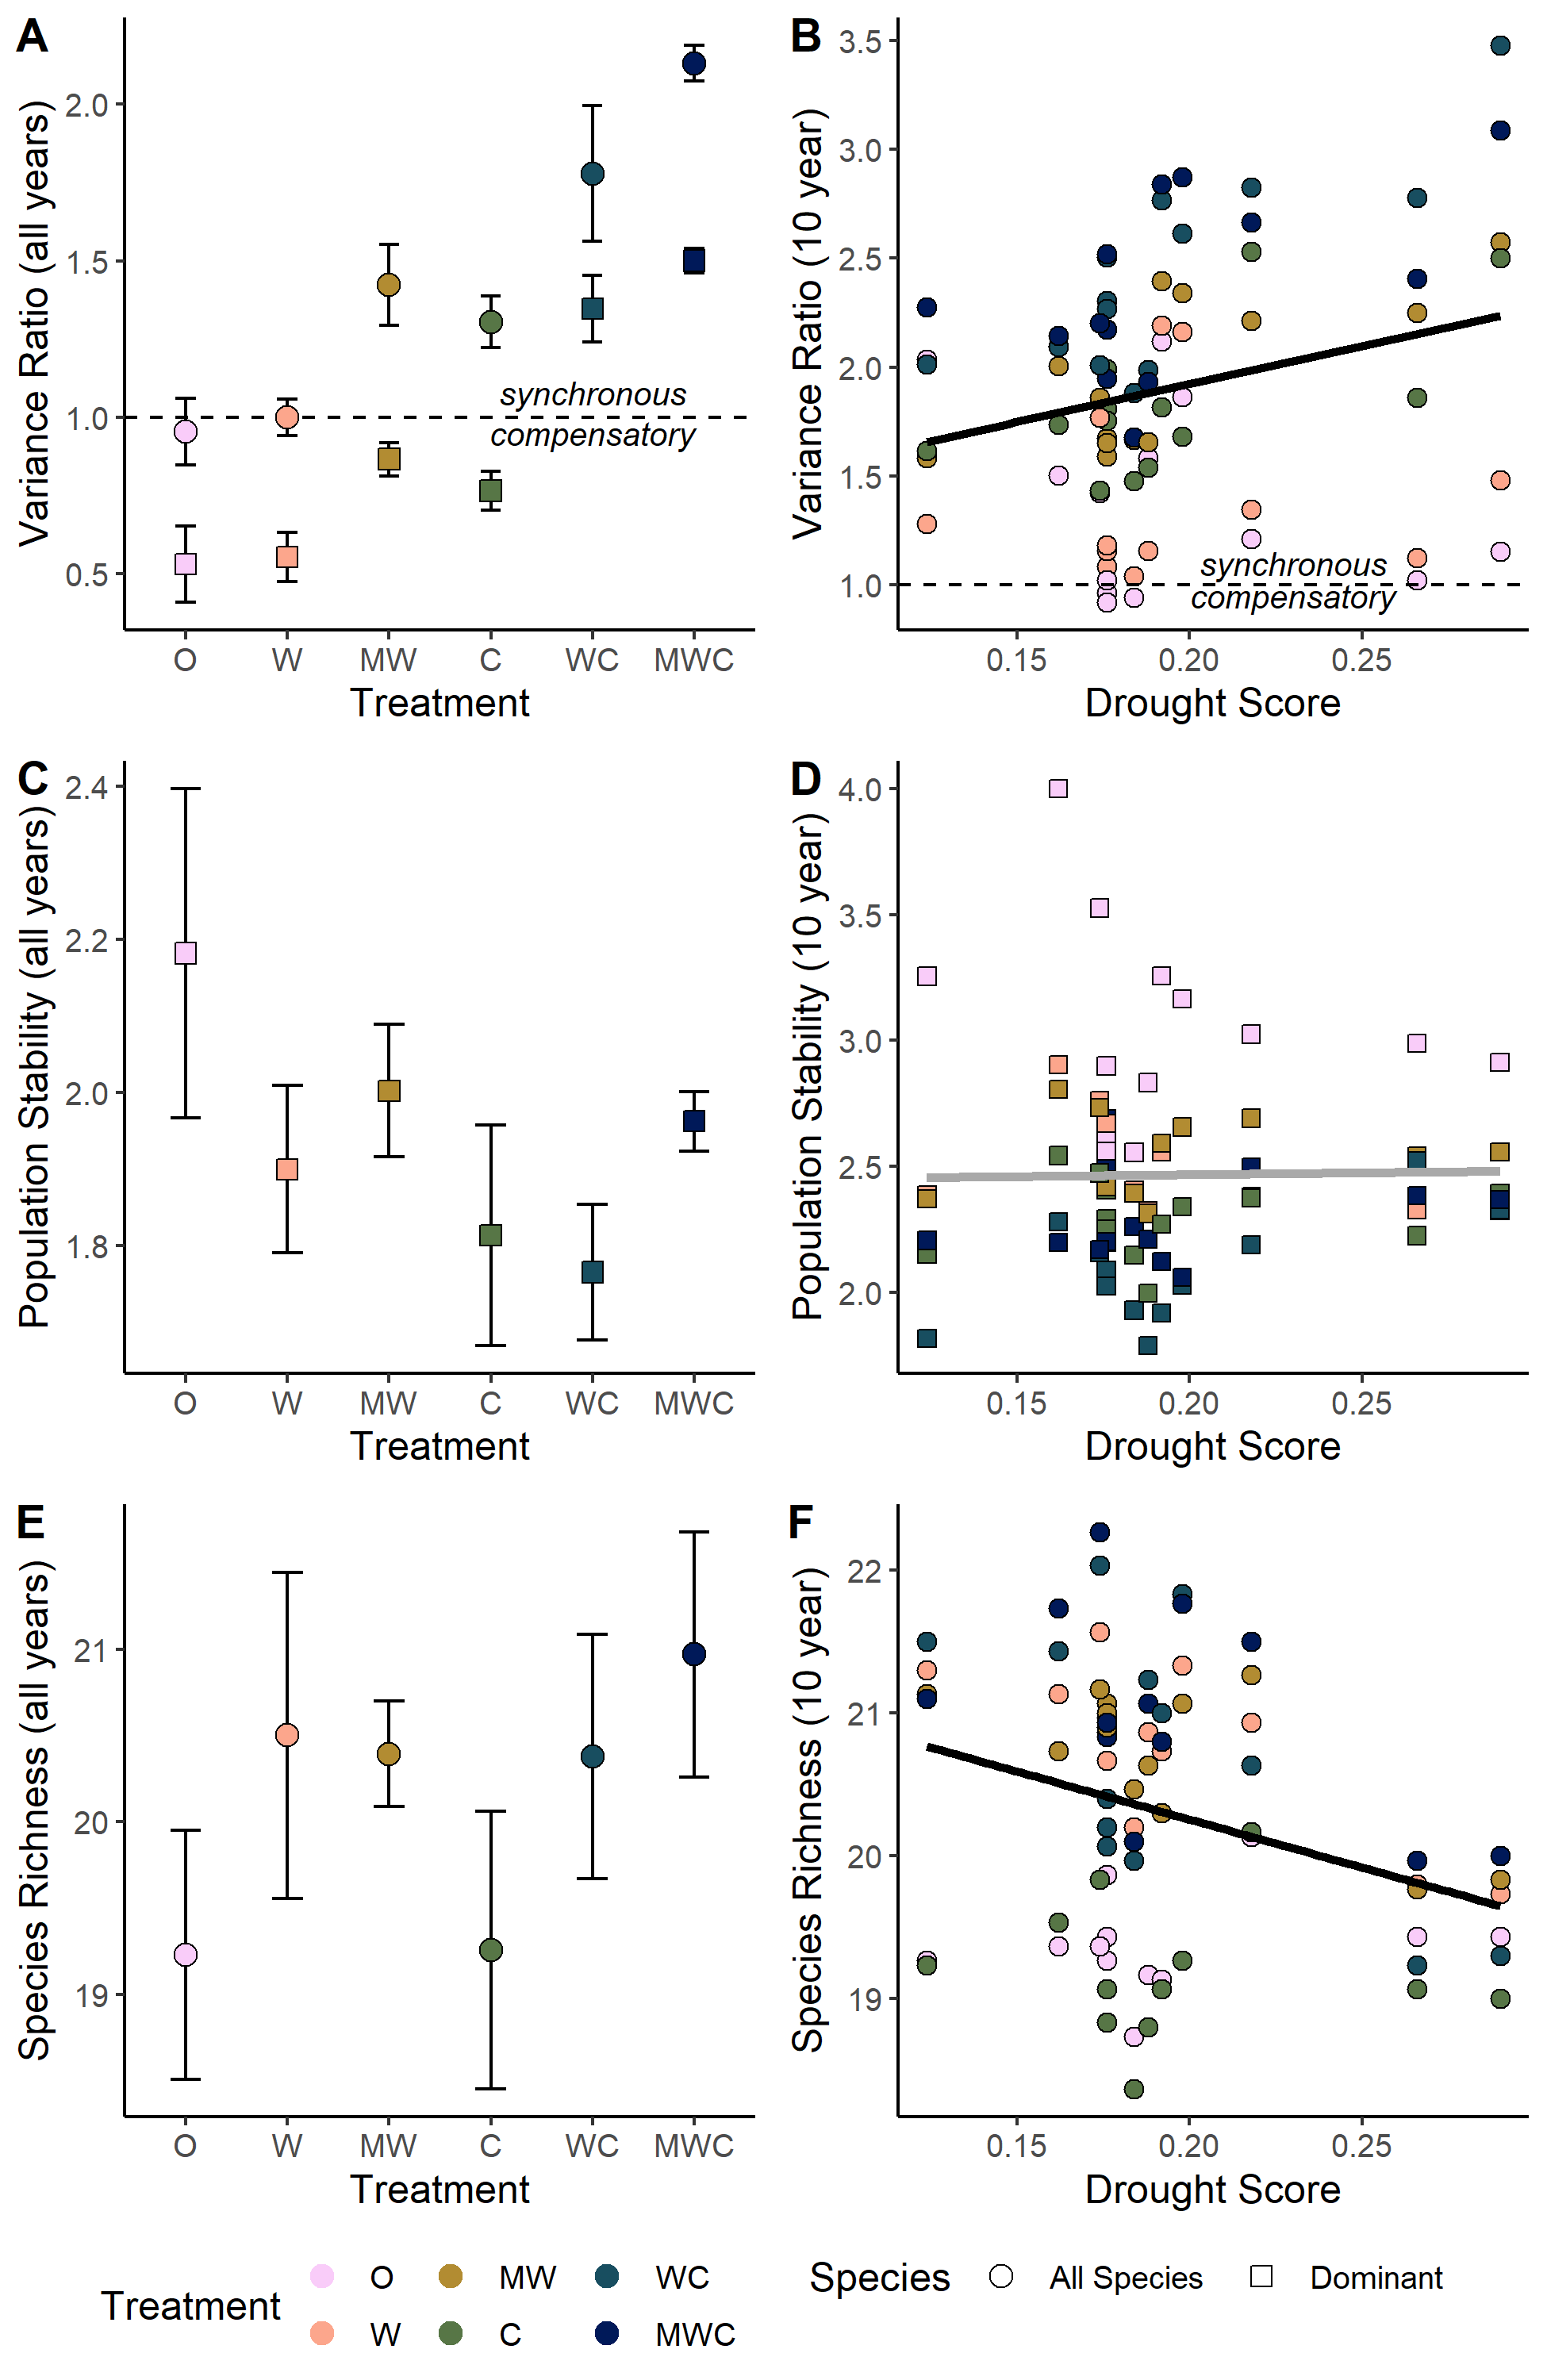 A
Variance Ratio (all years)
2.0
1.5
1.0
0.5
synchronous
compensatory
O W MW C WC MWC
Treatment
B
Variance Ratio (10 year)
3.5
3.0
2.5
2.0
1.5
1.0
synchronous
compensatory
0.15 0.20 0.25
Drought Score
C
Population Stability (all years)
2.4
2.2
2.0
1.8
O W MW C WC MWC
Treatment
D
Population Stability (10 year)
4.0
3.5
3.0
2.5
2.0
0.15 0.20 0.25
Drought Score
E
Species Richness (all years)
21
20
19
O W MW C WC MWC
Treatment
F
Species Richness (10 year)
22
21
20
19
0.15 0.20 0.25
Drought Score
Treatment
O MW WC
W C MWC
Species All Species Dominant